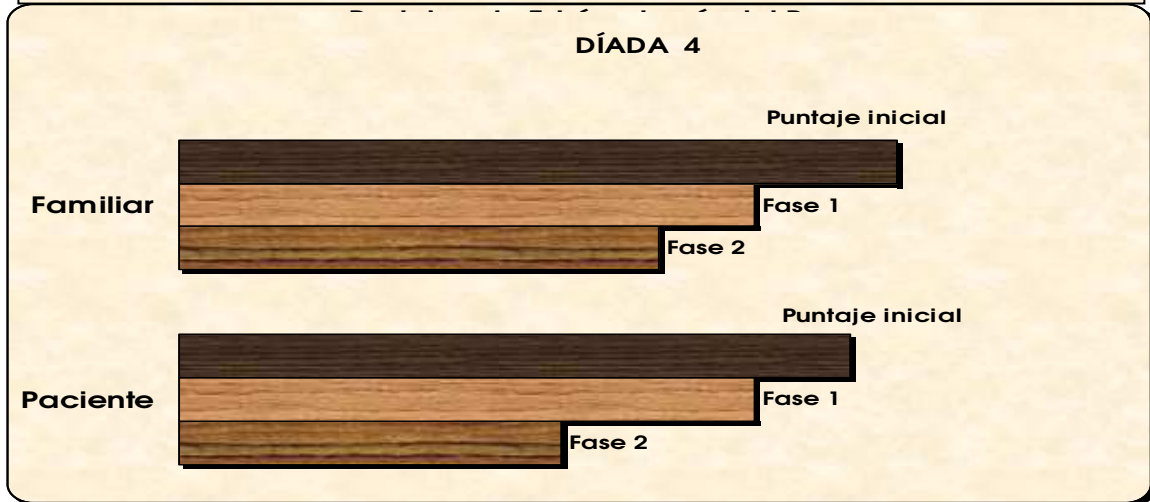 DÍADA 4
Puntaje inicial
Familiar
Fase 1
Fase 2
Puntaje inicial
Paciente
Fase 1
Fase 2